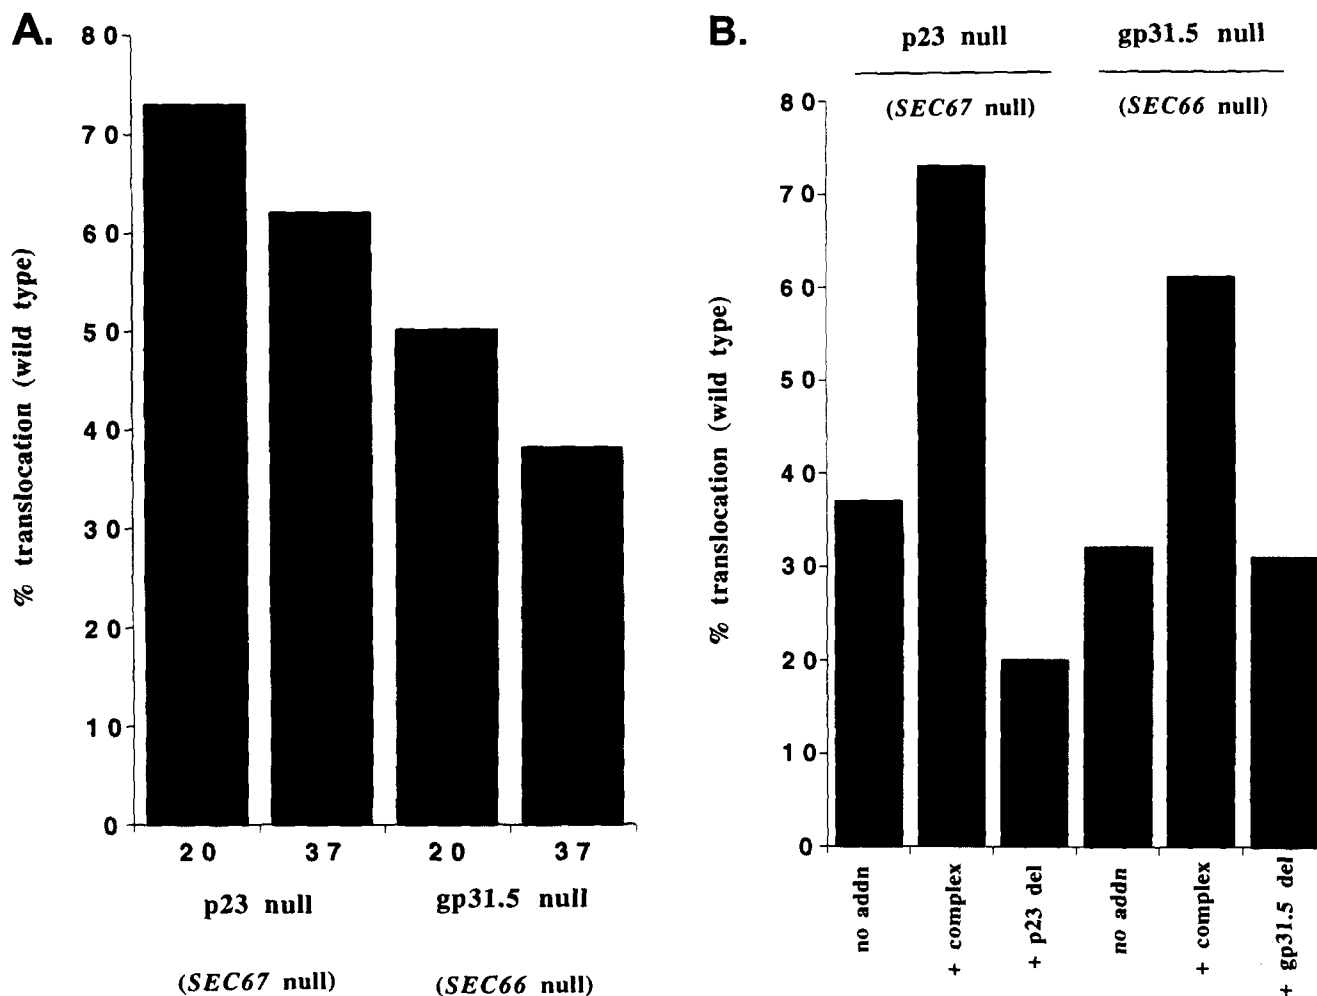 A.
% translocation (wild type)
80
70
60
50
40
30
20
10
0
20 37 20 37
p23 null gp31.5 null
(SEC67 null) (SEC66 null)
B.
p23 null gp31.5 null
(SEC67 null) (SEC66 null)
% translocation (wild type)
80
70
60
50
40
30
20
10
0
no addn
+ complex
+ p23 del
no addn
+ complex
+ gp31.5 del